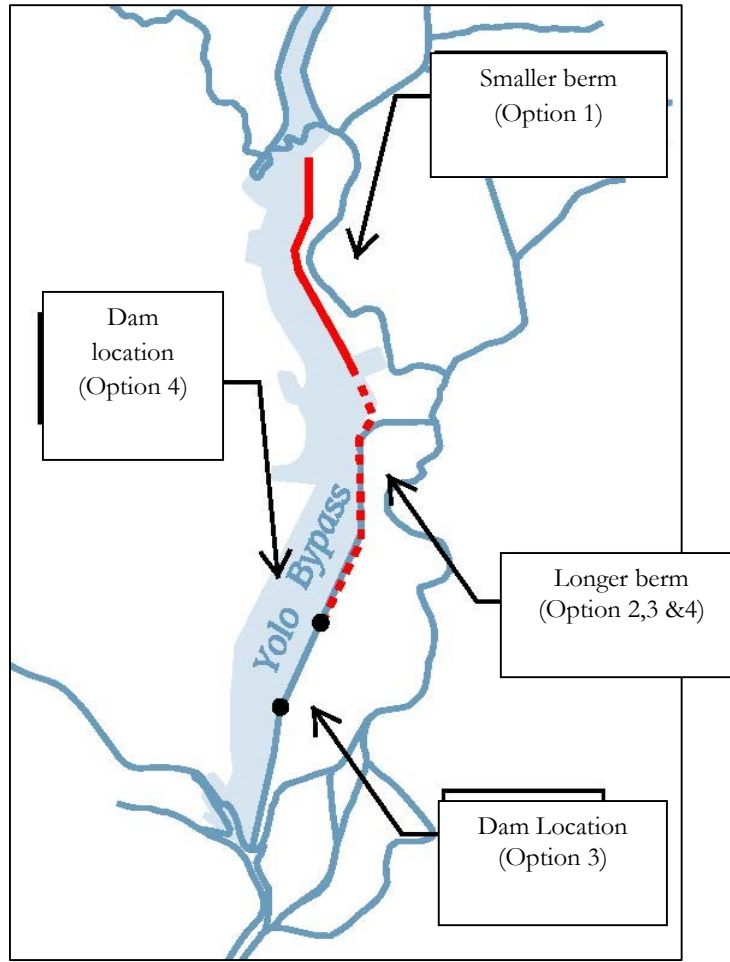 Smaller berm
(Option 1)
Dam
location
(Option 4)
Yolo Bypass
Longer berm
(Option 2,3 &4)
Dam Location
(Option 3)